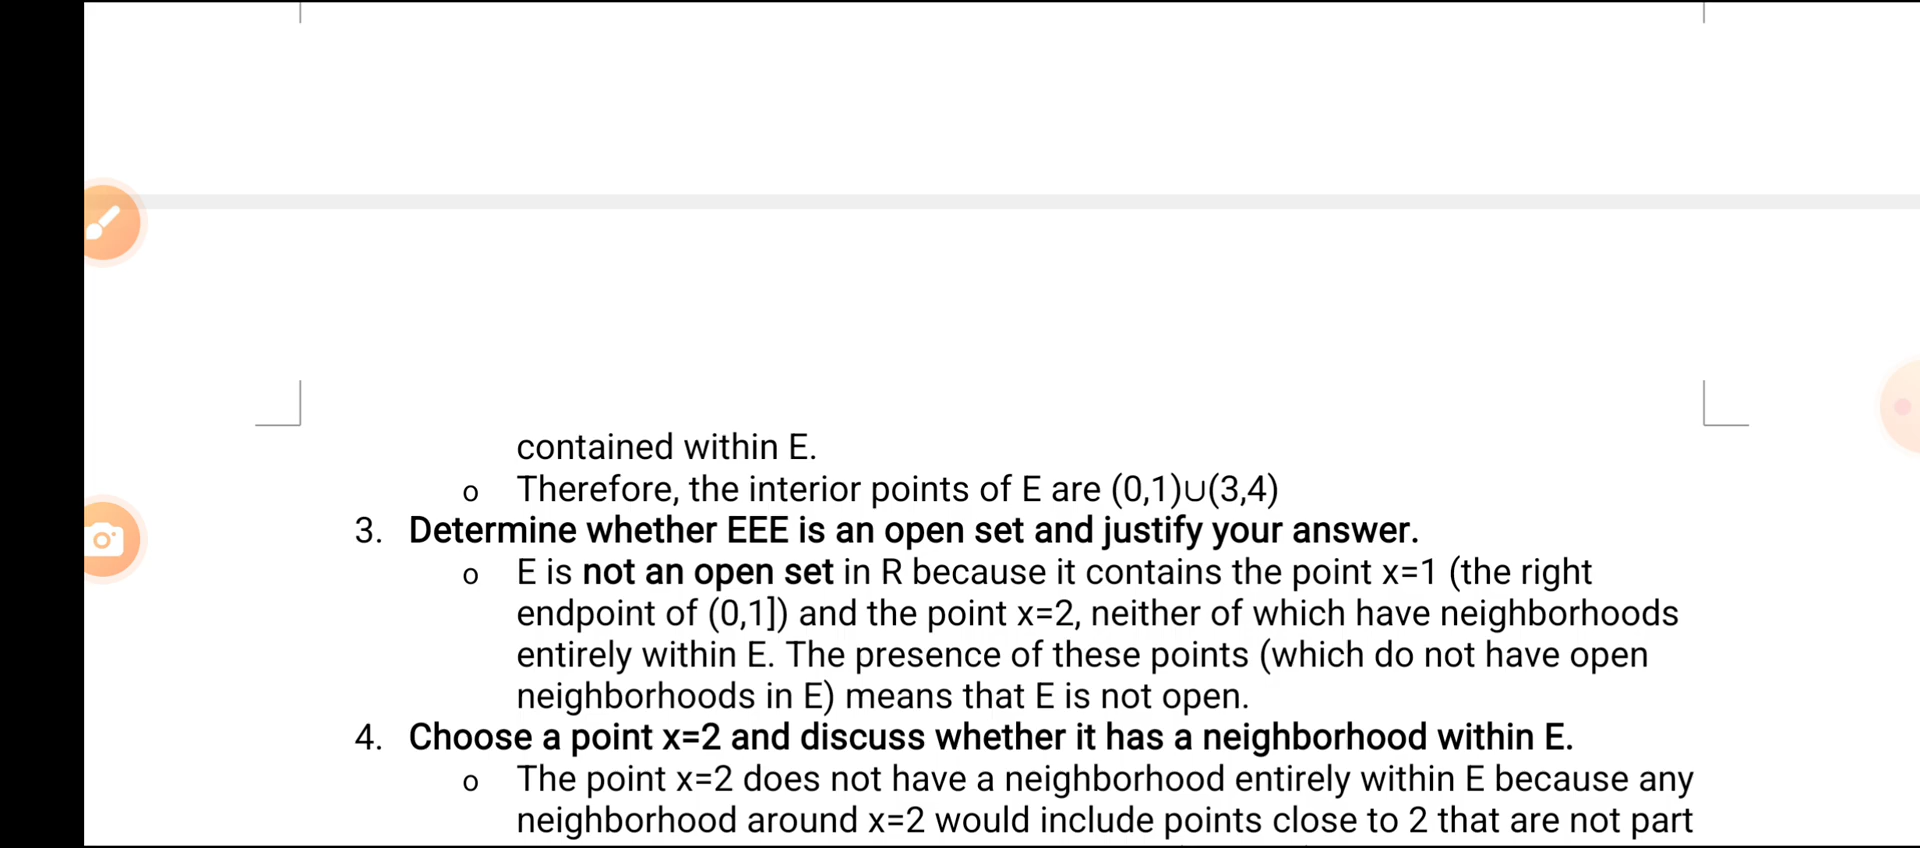 contained within E.
o Therefore, the interior points of E are (0,1)∪(3,4)
3. Determine whether EEE is an open set and justify your answer.
o E is not an open set in R because it contains the point x=1 (the right
endpoint of (0,1]) and the point x=2, neither of which have neighborhoods
entirely within E. The presence of these points (which do not have open
neighborhoods in E) means that E is not open.
4. Choose a point x=2 and discuss whether it has a neighborhood within E.
o The point x=2 does not have a neighborhood entirely within E because any
neighborhood around x=2 would include points close to 2 that are not part